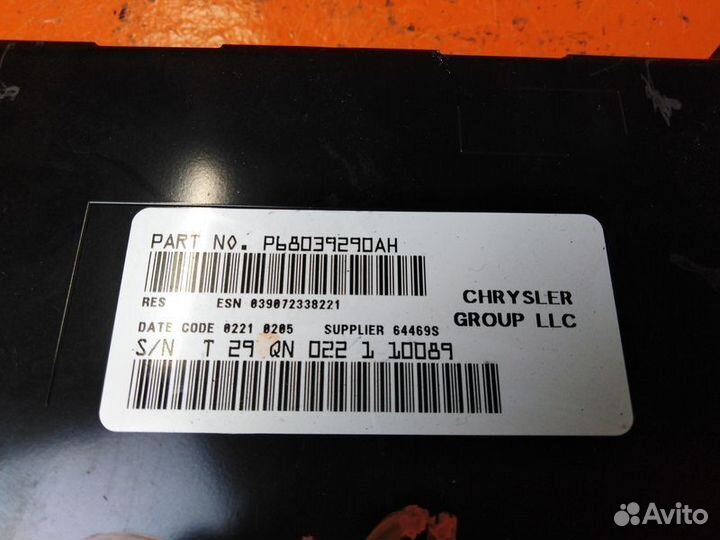 PART NO. P68039290AH
RES ESN 039072338221
DATE CODE 0221 0205 SUPPLIER 64469S
S/N T 29 QN 022 1 10089
CHRYSLER
GROUP LLC
Avito